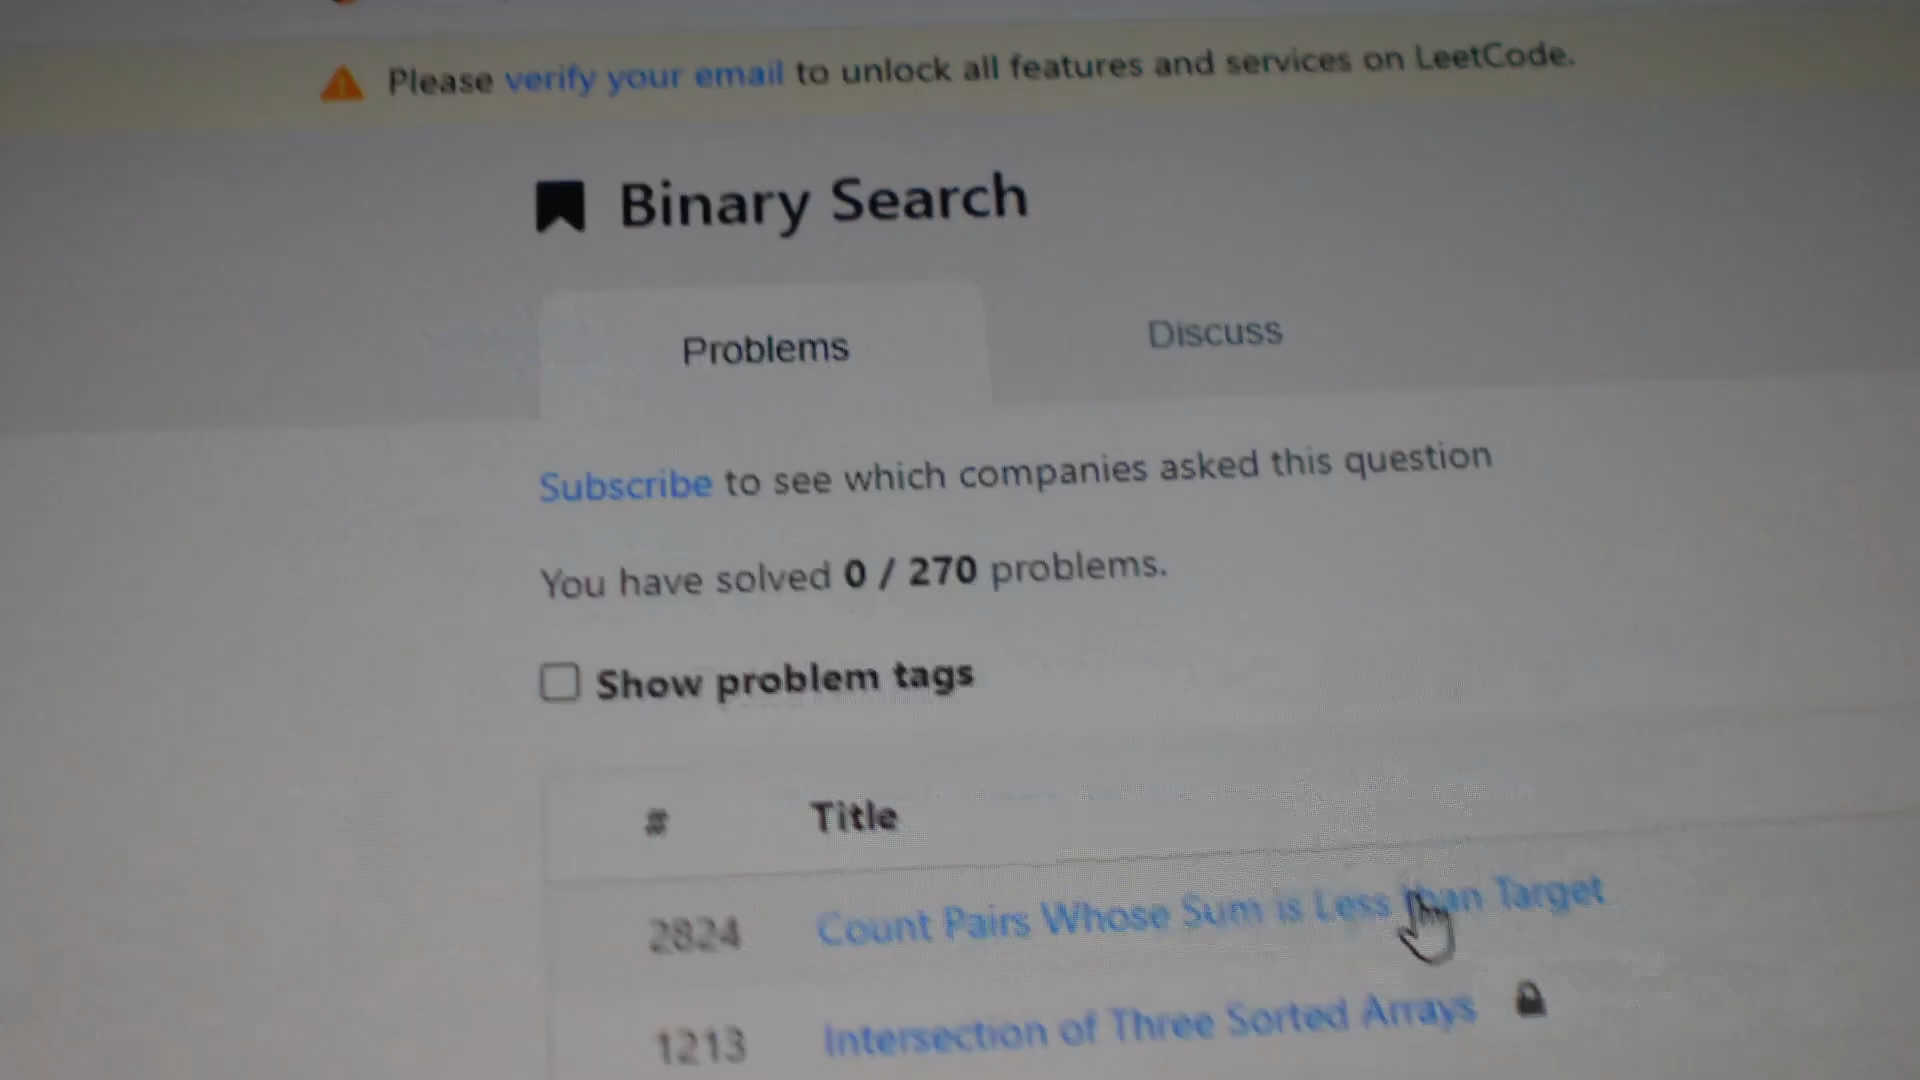 Please verify your email to unlock all features and services on LeetCode.
Binary Search
Problems Discuss
Subscribe to see which companies asked this question
You have solved 0 / 270 problems.
Show problem tags
# Title
2824 Count Pairs Whose Sum is Less than Target
1213 Intersection of Three Sorted Arrays